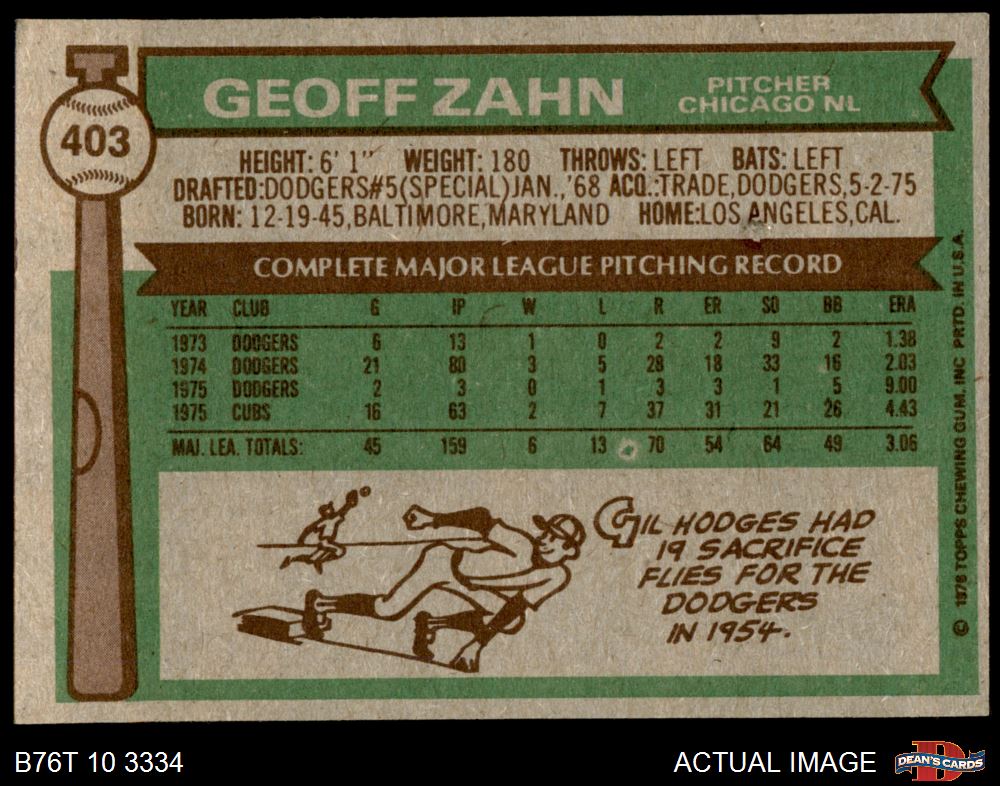 403
GEOFF ZAHN
PITCHER
CHICAGO NL
HEIGHT: 6' 1" WEIGHT: 180 THROWS: LEFT BATS: LEFT
DRAFTED:DODGERS#5(SPECIAL)JAN.,'68 ACQ.:TRADE,DODGERS,5-2-75
BORN: 12-19-45,BALTIMORE,MARYLAND HOME:LOS ANGELES,CAL.
COMPLETE MAJOR LEAGUE PITCHING RECORD
YEAR CLUB G IP W L R ER SO BB ERA
1973 DODGERS 6 13 1 0 2 2 9 2 1.38
1974 DODGERS 21 80 3 5 28 18 33 16 2.03
1975 DODGERS 2 3 0 1 3 3 1 5 9.00
1975 CUBS 16 63 2 7 37 31 21 26 4.43
MAJ. LEA. TOTALS: 45 159 6 13 70 54 64 49 3.06
GIL HODGES HAD
19 SACRIFICE
FLIES FOR THE
DODGERS
IN 1954.
© 1976 TOPPS CHEWING GUM, INC PRTD. IN U.S.A.
B76T 10 3334
ACTUAL IMAGE
D
DEAN'S CARDS